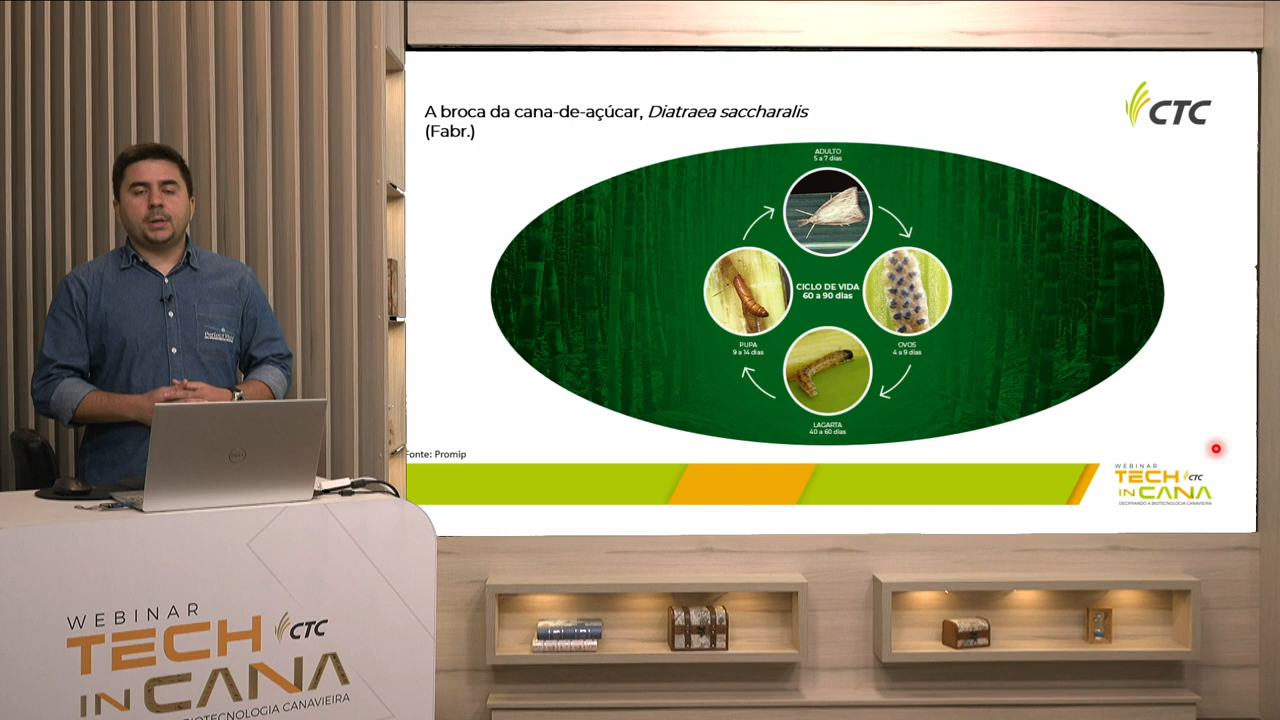 A broca da cana-de-açúcar, Diatraea saccharalis
(Fabr.)
CTC
ADULTO
5 a 7 dias
CICLO DE VIDA
60 a 90 dias
PUPA
9 a 14 dias
OVOS
4 a 9 dias
LAGARTA
40 a 60 dias
Fonte: Promip
WEBINAR
TECH CTC
IN CANA
DECIFRANDO A BIOTECNOLOGIA CANAVIEIRA
DELL
WEBINAR
TECH CTC
IN CANA
BIOTECNOLOGIA CANAVIEIRA